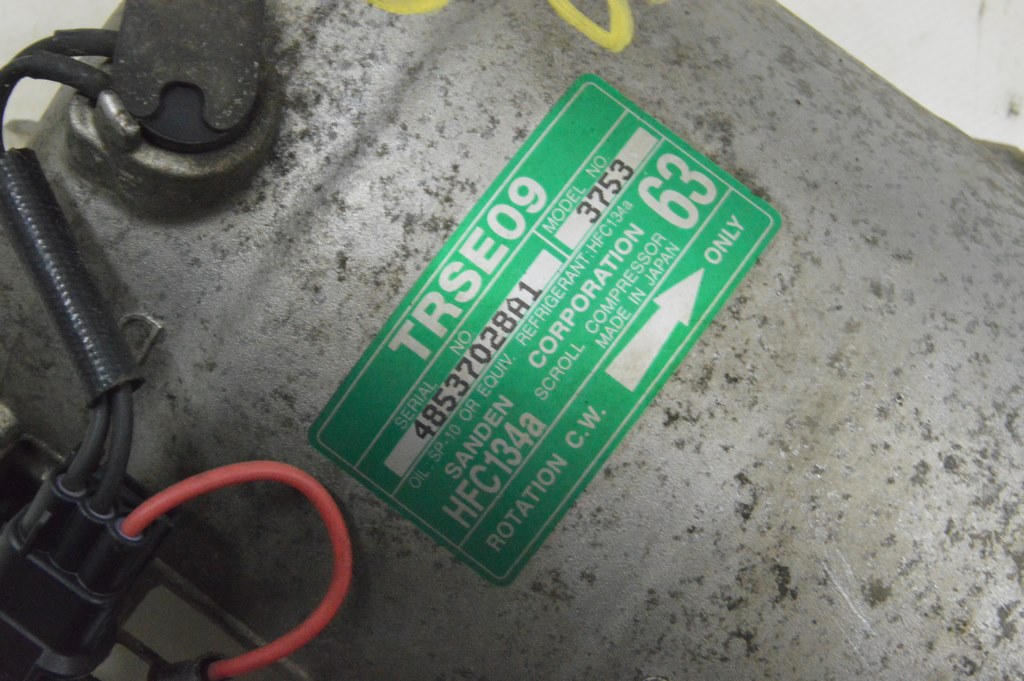 TRSE09
SERIAL NO
MODEL NO
48537028A1
3753
OIL: SP-10 OR EQUIV. REFRIGERANT: HFC134a
SANDEN CORPORATION
63
HFC134a
SCROLL COMPRESSOR
MADE IN JAPAN
ROTATION C.W. ONLY